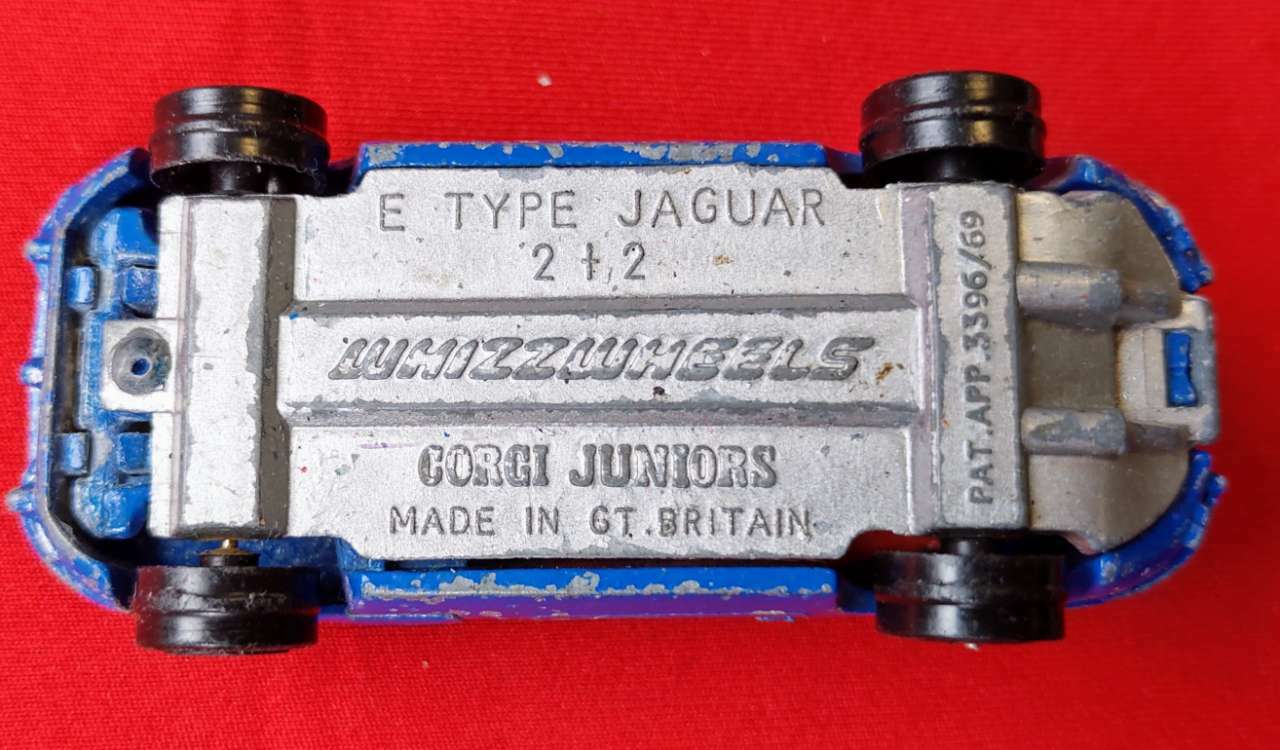 E TYPE JAGUAR
2+2
WHIZZWHEELS
CORGI JUNIORS
MADE IN GT.BRITAIN
PAT.APP.3396/69